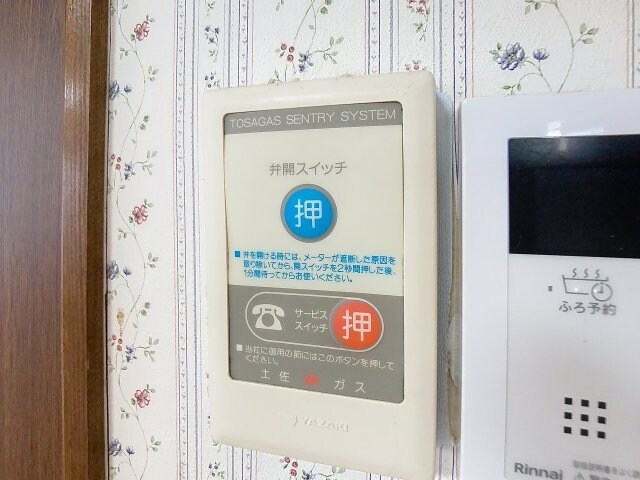 TOSAGAS SENTRY SYSTEM
弁開スイッチ
押
■弁を開ける時には、メーターが遮断した原因を
取り除いてから、開スイッチを2秒間押した後、
1分間待ってからお使いください。
サービス
スイッチ
押
■当社に御用の節にはこのボタンを押して
ください。
土佐 ガス
yazaki
ふろ予約
Rinnai